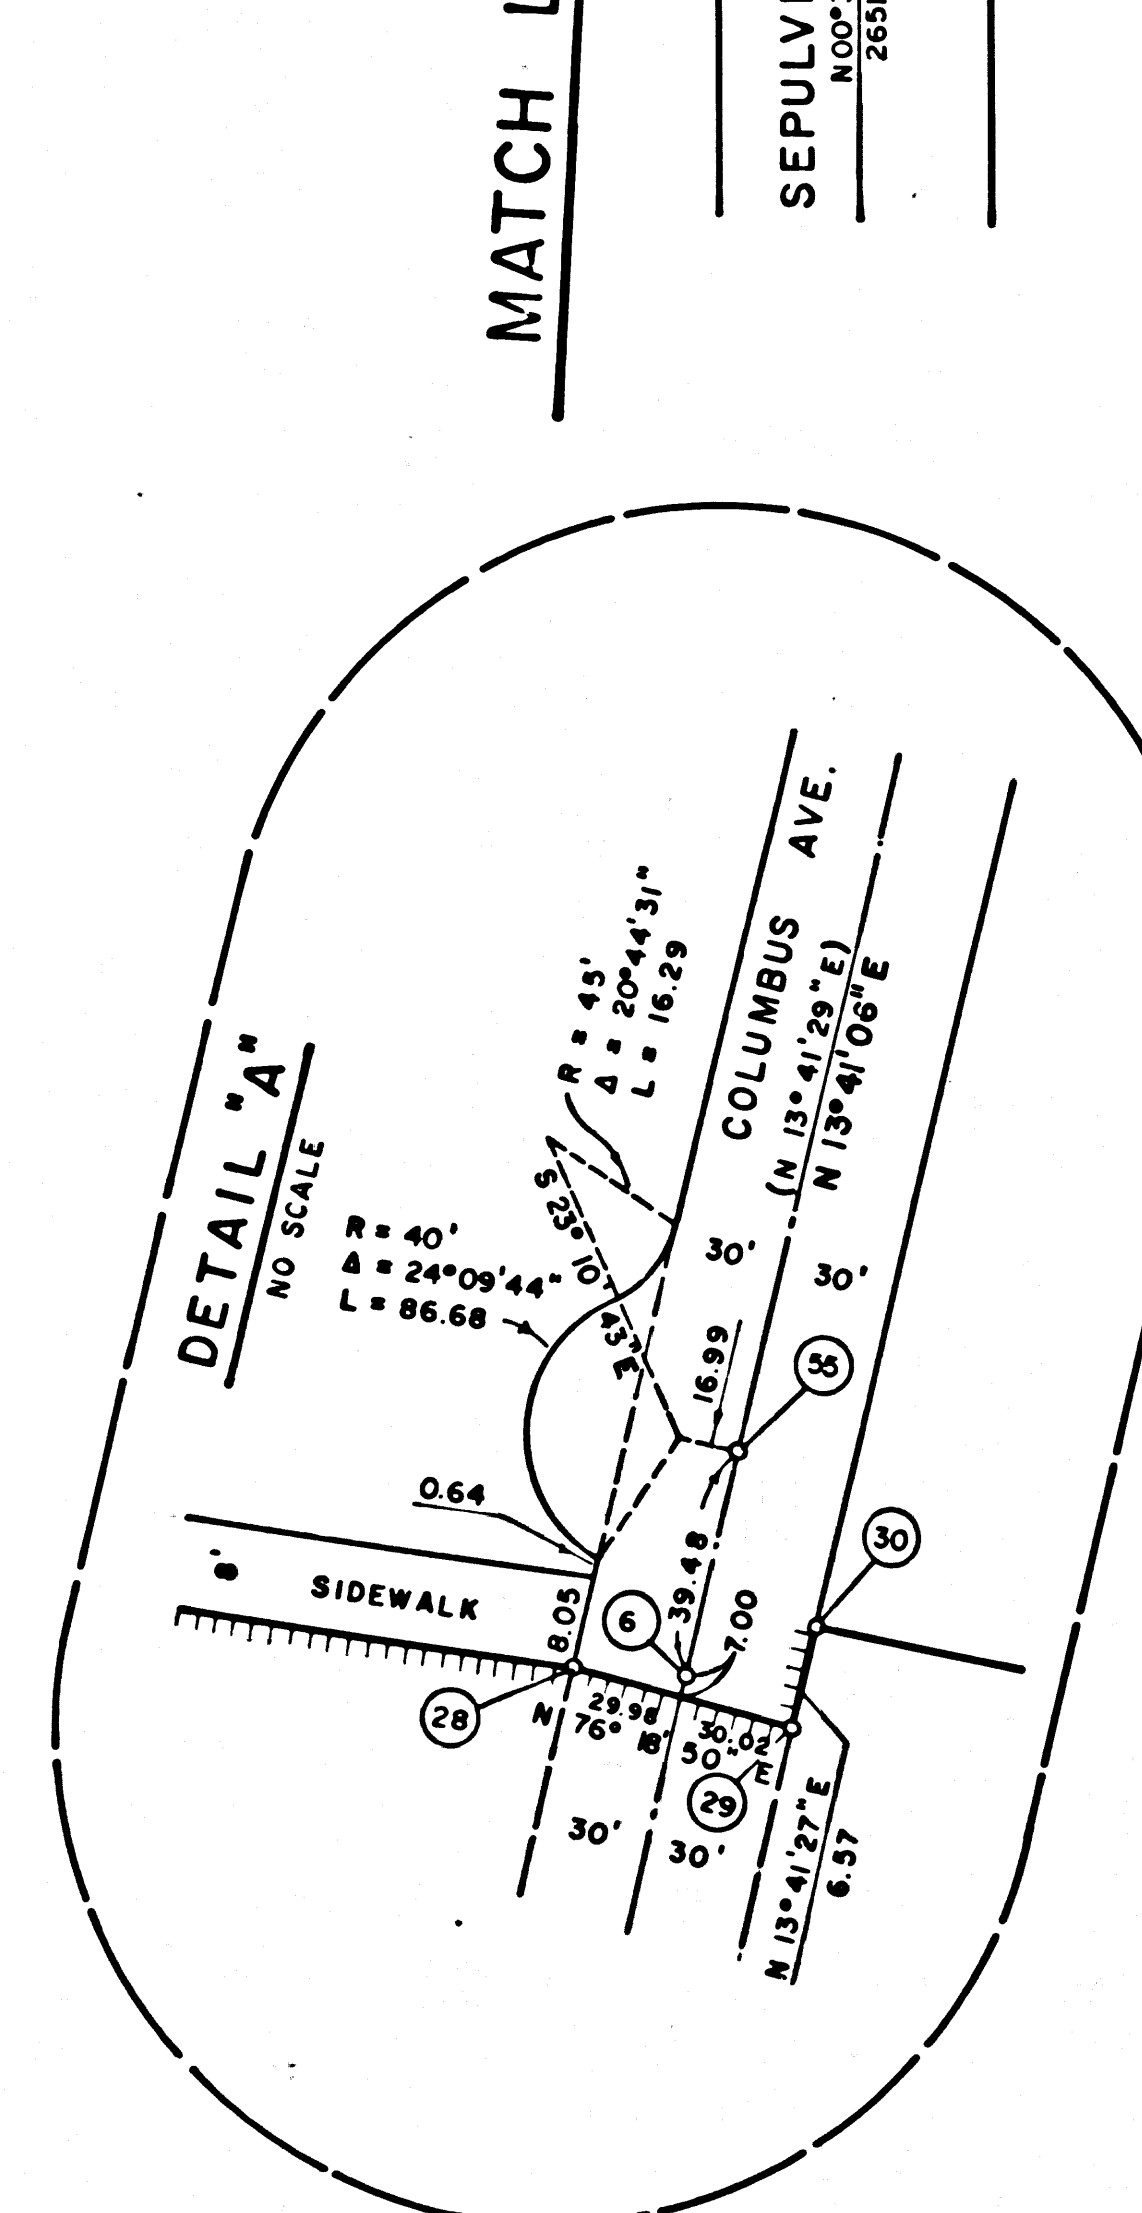 MATCH L
SEPULV
N00°
265
DETAIL "A"
NO SCALE
R = 40'
Δ = 24°09'44"
L = 86.68
R = 45'
Δ = 20°44'31"
L = 16.29
S 23° 10' 43" E
COLUMBUS AVE.
(N 13°41'29"E)
N 13°41'06"E
30'
30'
16.99
55
0.64
8'
SIDEWALK
8.05
6
39.48
7.00
30
28
29.98
30.02
N 76° 18' 50" E
29
30'
30'
N 13°41'27"E
6.57